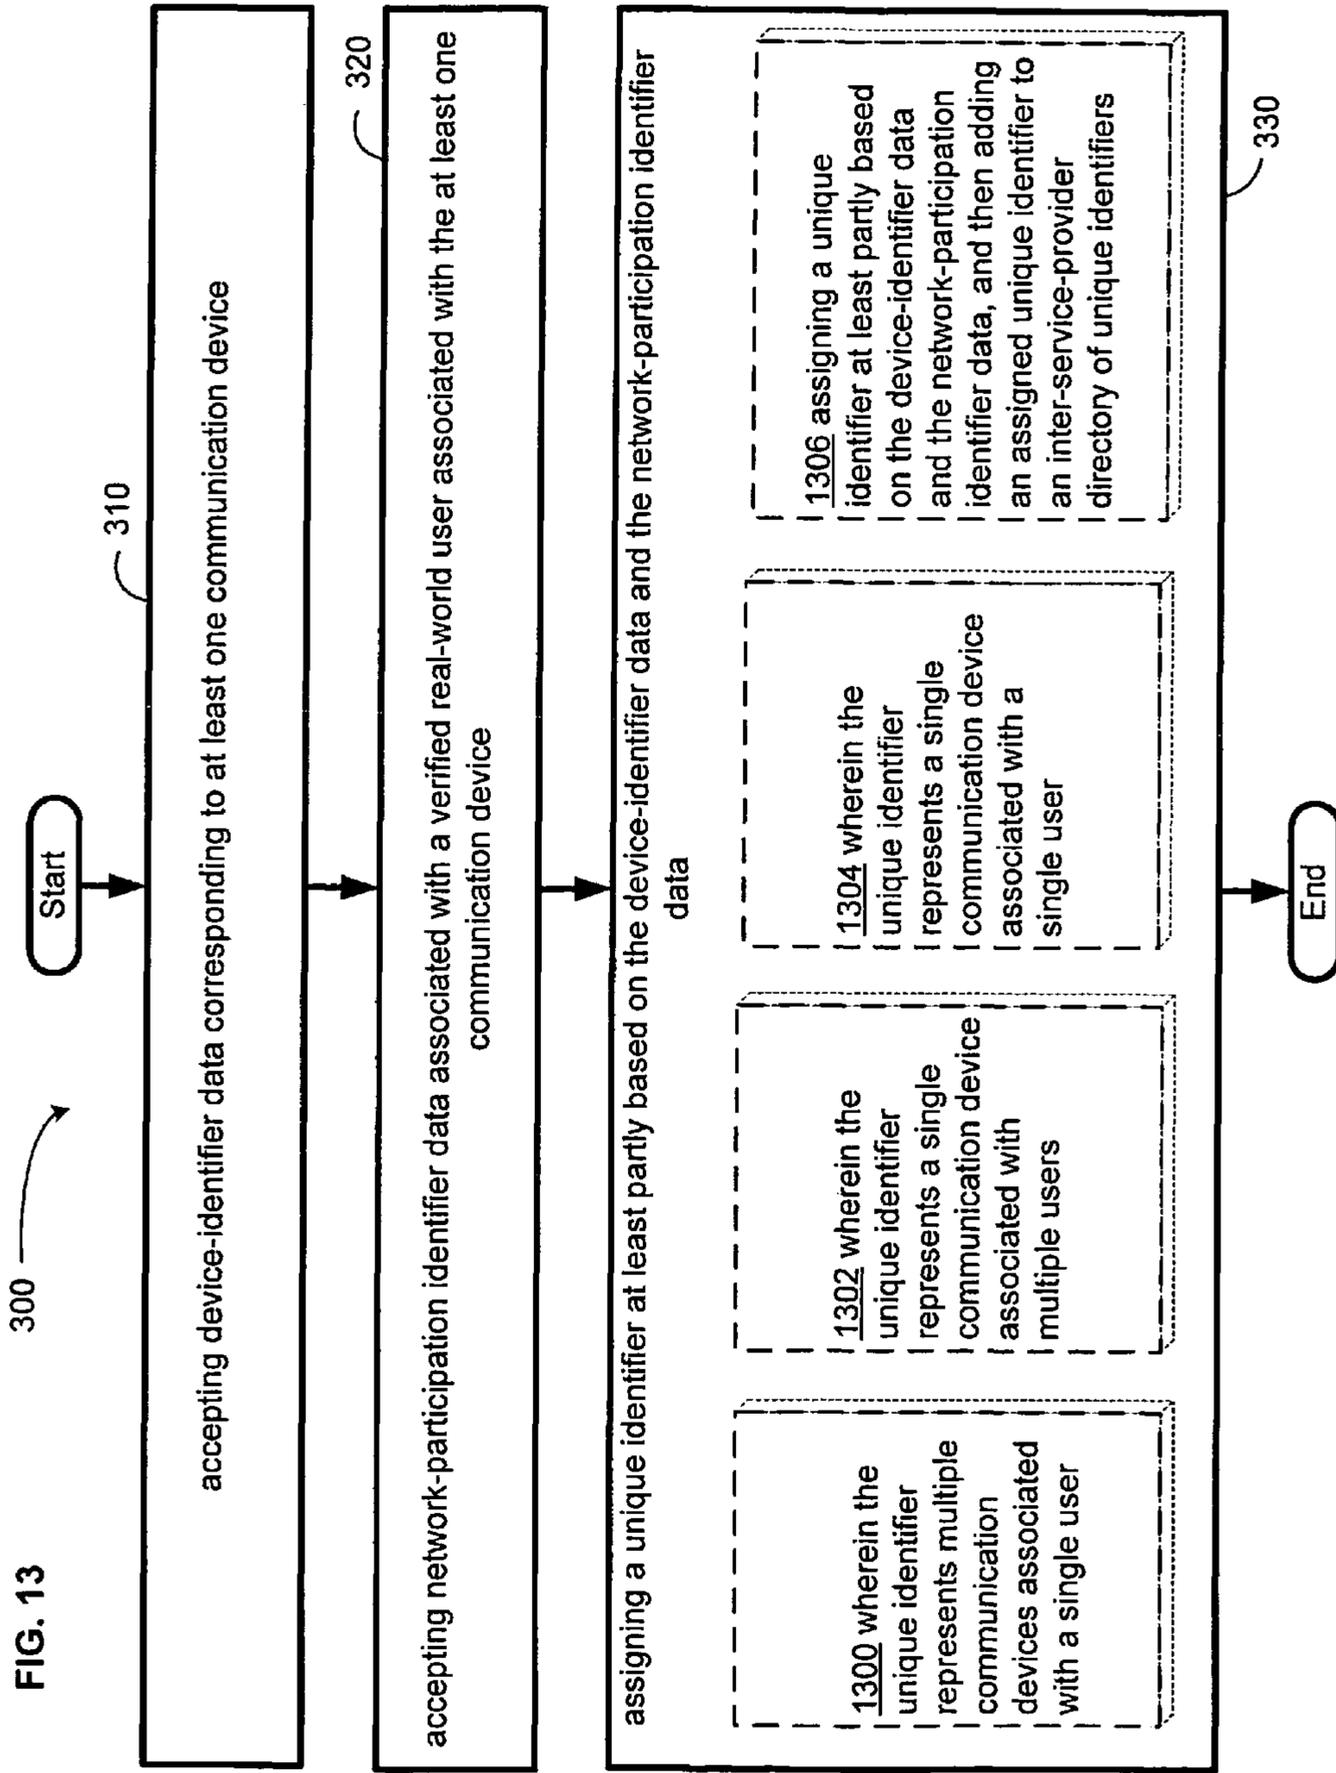 FIG. 13
300
Start
310
accepting device-identifier data corresponding to at least one communication device
320
accepting network-participation identifier data associated with a verified real-world user associated with the at least one
communication device
assigning a unique identifier at least partly based on the device-identifier data and the network-participation identifier
data
1300 wherein the
unique identifier
represents multiple
communication
devices associated
with a single user
1302 wherein the
unique identifier
represents a single
communication device
associated with
multiple users
1304 wherein the
unique identifier
represents a single
communication device
associated with a
single user
1306 assigning a unique
identifier at least partly based
on the device-identifier data
and the network-participation
identifier data, and then adding
an assigned unique identifier to
an inter-service-provider
directory of unique identifiers
330
End